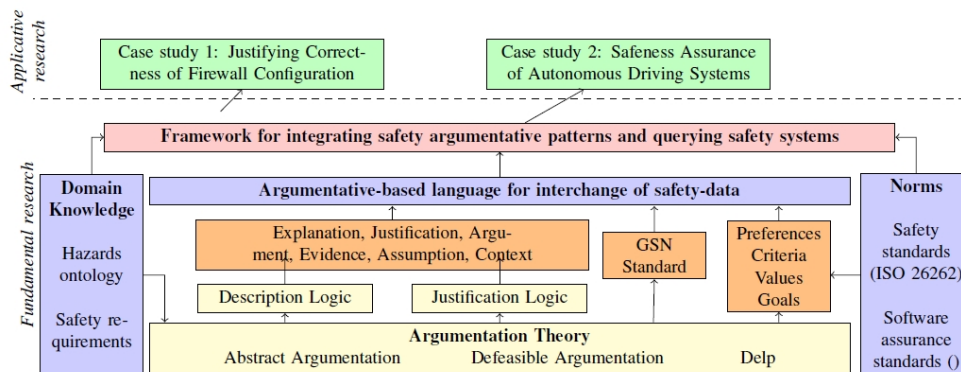 Applicative
research
Case study 1: Justifying Correct-
ness of Firewall Configuration
Case study 2: Safeness Assurance
of Autonomous Driving Systems
Framework for integrating safety argumentative patterns and querying safety systems
Fundamental research
Domain
Knowledge
Hazards
ontology
Safety re-
quirements
Argumentative-based language for interchange of safety-data
Explanation, Justification, Argu-
ment, Evidence, Assumption, Context
GSN
Standard
Preferences
Criteria
Values
Goals
Description Logic
Justification Logic
Argumentation Theory
Abstract Argumentation
Defeasible Argumentation
Delp
Norms
Safety
standards
(ISO 26262)
Software
assurance
standards ()